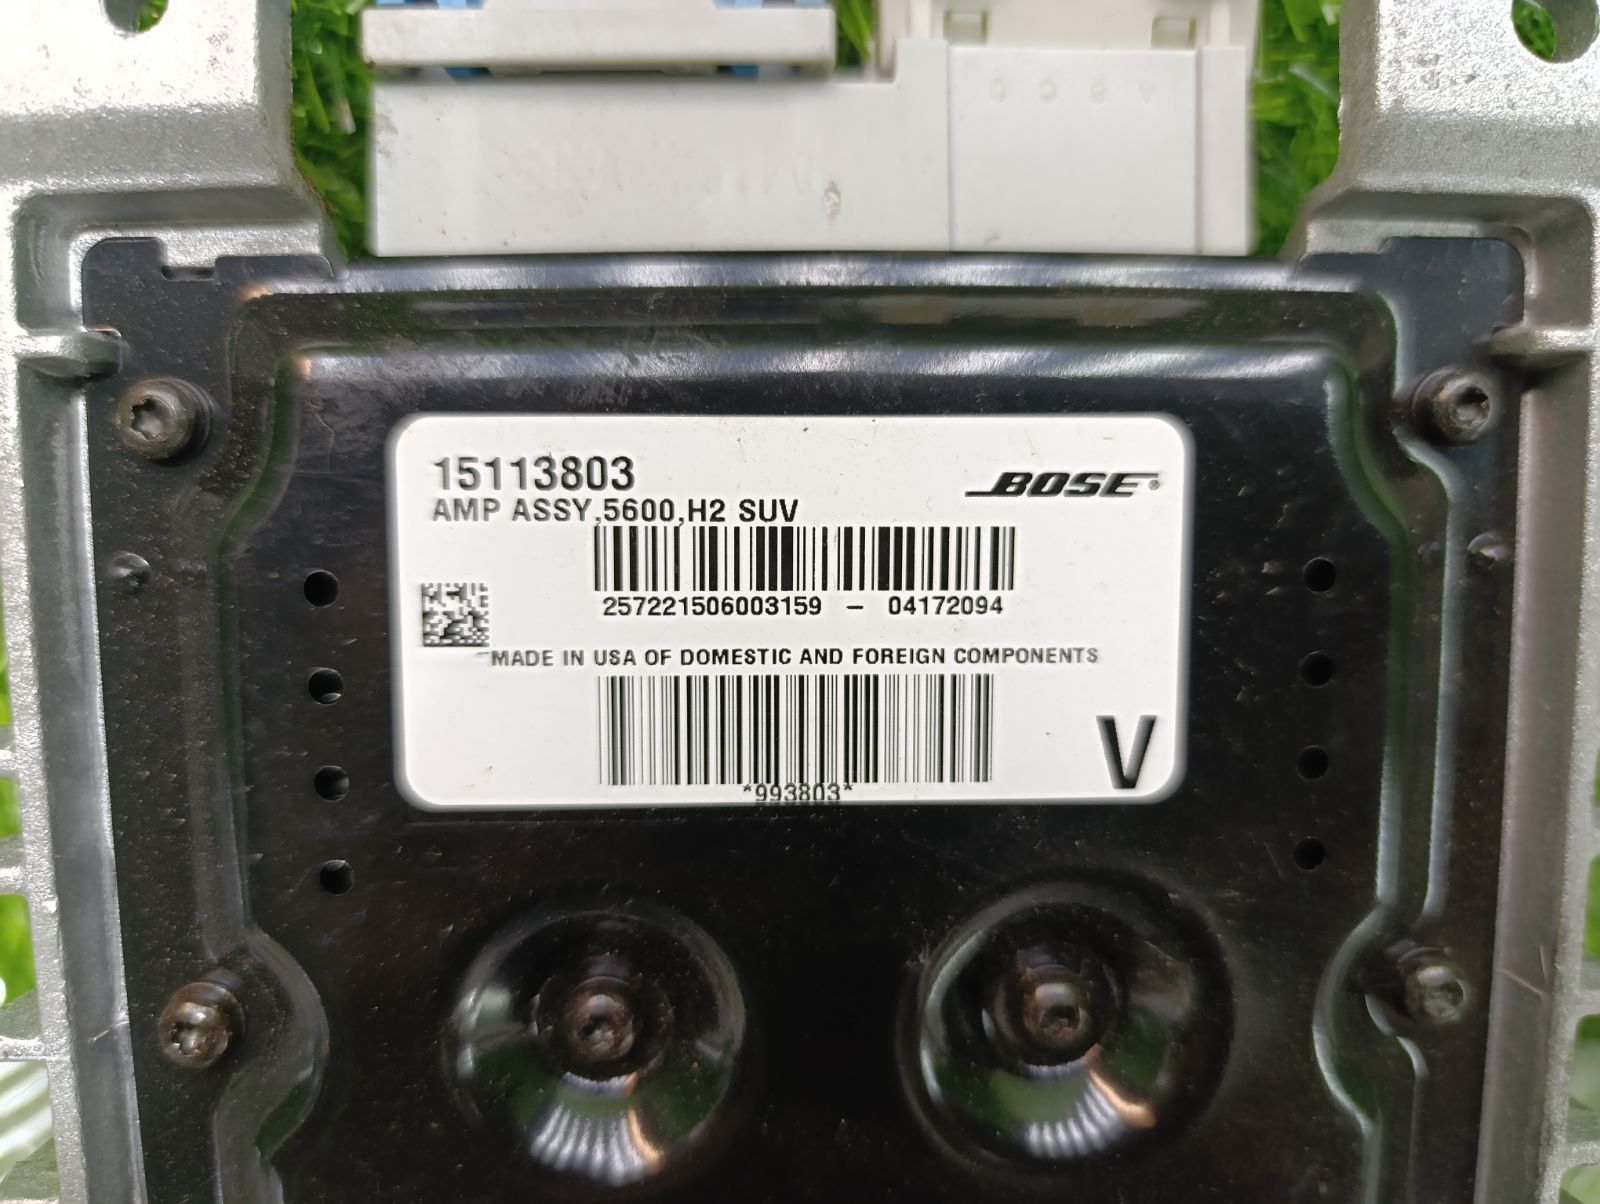 15113803
BOSE®
AMP ASSY,5600,H2 SUV
257221506003159 – 04172094
MADE IN USA OF DOMESTIC AND FOREIGN COMPONENTS
*993803*
V